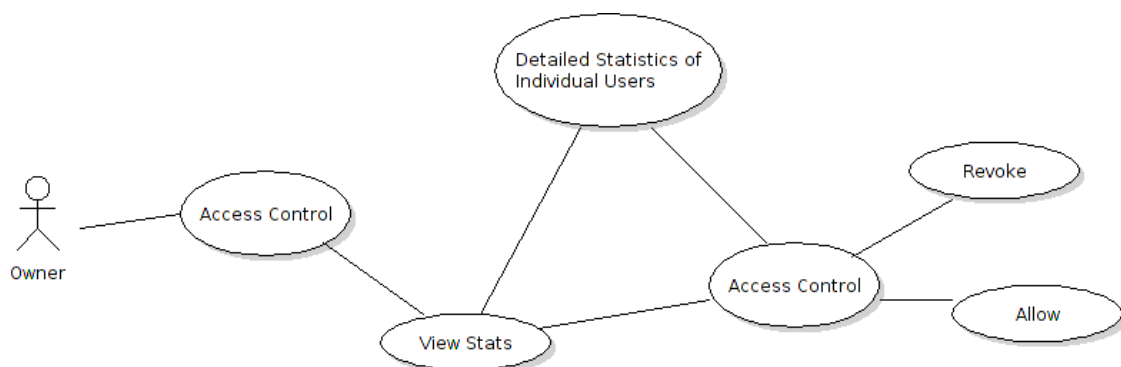 Detailed Statistics of
Individual Users
Revoke
Access Control
Owner
Access Control
Allow
View Stats